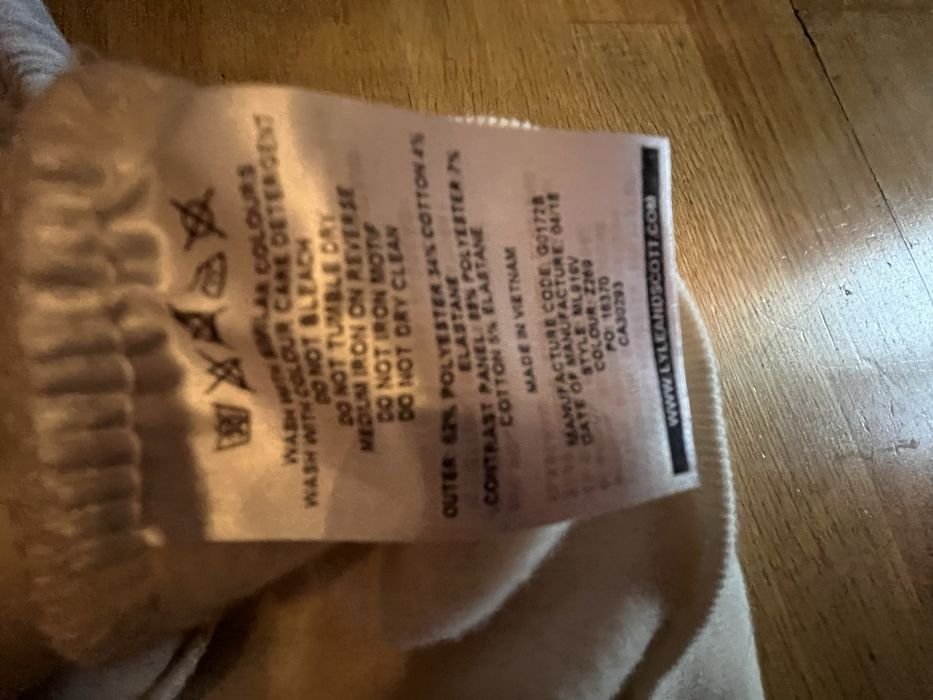 WASH WITH SIMILAR COLOURS
WASH WITH COLOUR CARE DETERGENT
DO NOT BLEACH
DO NOT TUMBLE DRY
MEDIUM IRON ON REVERSE
DO NOT IRON MOTIF
DO NOT DRY CLEAN
OUTER: 62% POLYESTER 34% COTTON 4%
ELASTANE
CONTRAST PANEL: 88% POLYESTER 7%
COTTON 5% ELASTANE
MADE IN VIETNAM
MANUFACTURE CODE: G01772B
DATE OF MANUFACTURE: 04/18
STYLE: ML916V
COLOUR: Z269
PO: 16370
CA30293
WWW.LYLEANDSCOTT.COM